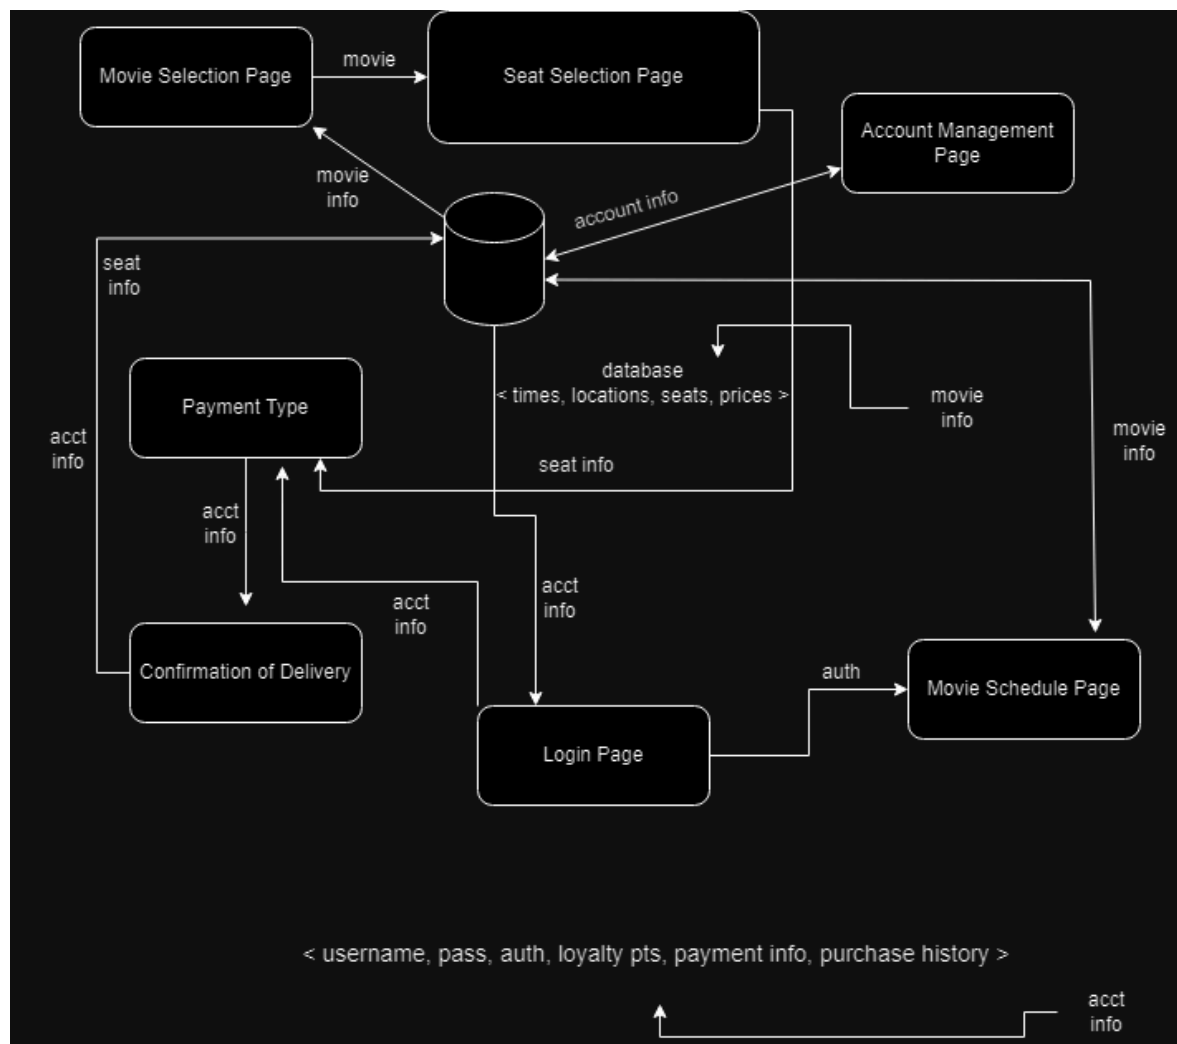 Movie Selection Page
movie
Seat Selection Page
Account Management
Page
movie
info
account info
seat
info
database
< times, locations, seats, prices >
movie
info
Payment Type
movie
info
acct
info
seat info
acct
info
acct
info
acct
info
Confirmation of Delivery
auth
Movie Schedule Page
Login Page
< username, pass, auth, loyalty pts, payment info, purchase history >
acct
info